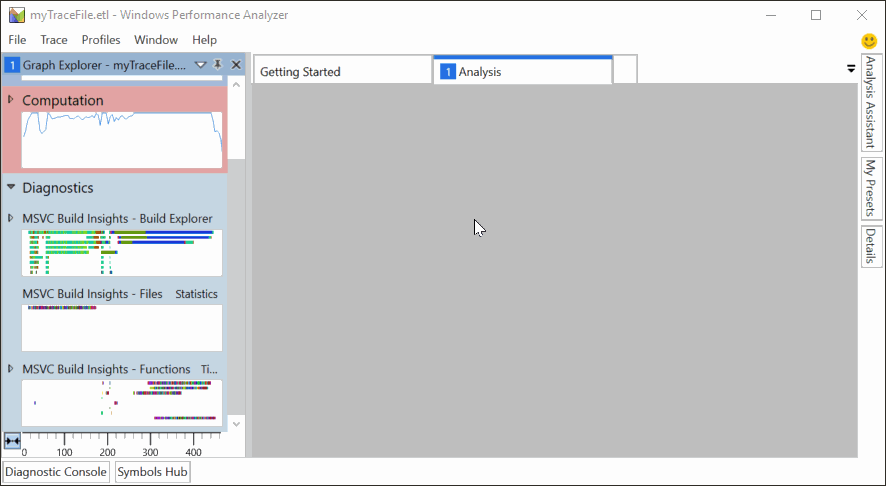 myTraceFile.etl - Windows Performance Analyzer
File Trace Profiles Window Help
1 Graph Explorer - myTraceFile....
Getting Started
1 Analysis
Computation
Diagnostics
MSVC Build Insights - Build Explorer
MSVC Build Insights - Files Statistics
MSVC Build Insights - Functions Ti...
0 100 200 300 400
Analysis Assistant
My Presets
Details
Diagnostic Console Symbols Hub